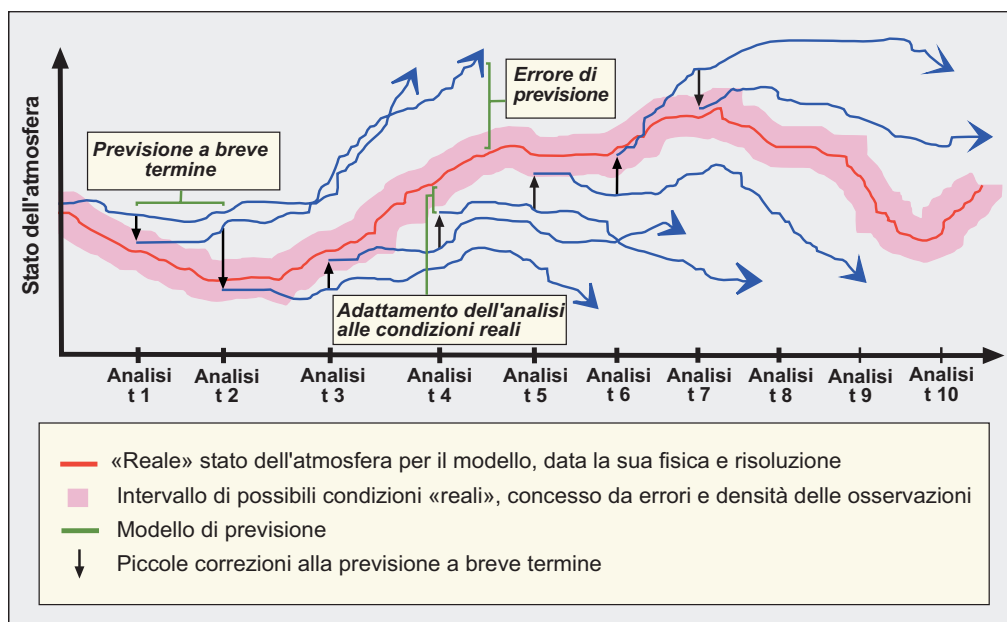 Stato dell'atmosfera
Previsione a breve
termine
Errore di
previsione
Adattamento dell'analisi
alle condizioni reali
Analisi
t 1
Analisi
t 2
Analisi
t 3
Analisi
t 4
Analisi
t 5
Analisi
t 6
Analisi
t 7
Analisi
t 8
Analisi
t 9
Analisi
t 10
«Reale» stato dell'atmosfera per il modello, data la sua fisica e risoluzione
Intervallo di possibili condizioni «reali», concesso da errori e densità delle osservazioni
Modello di previsione
Piccole correzioni alla previsione a breve termine